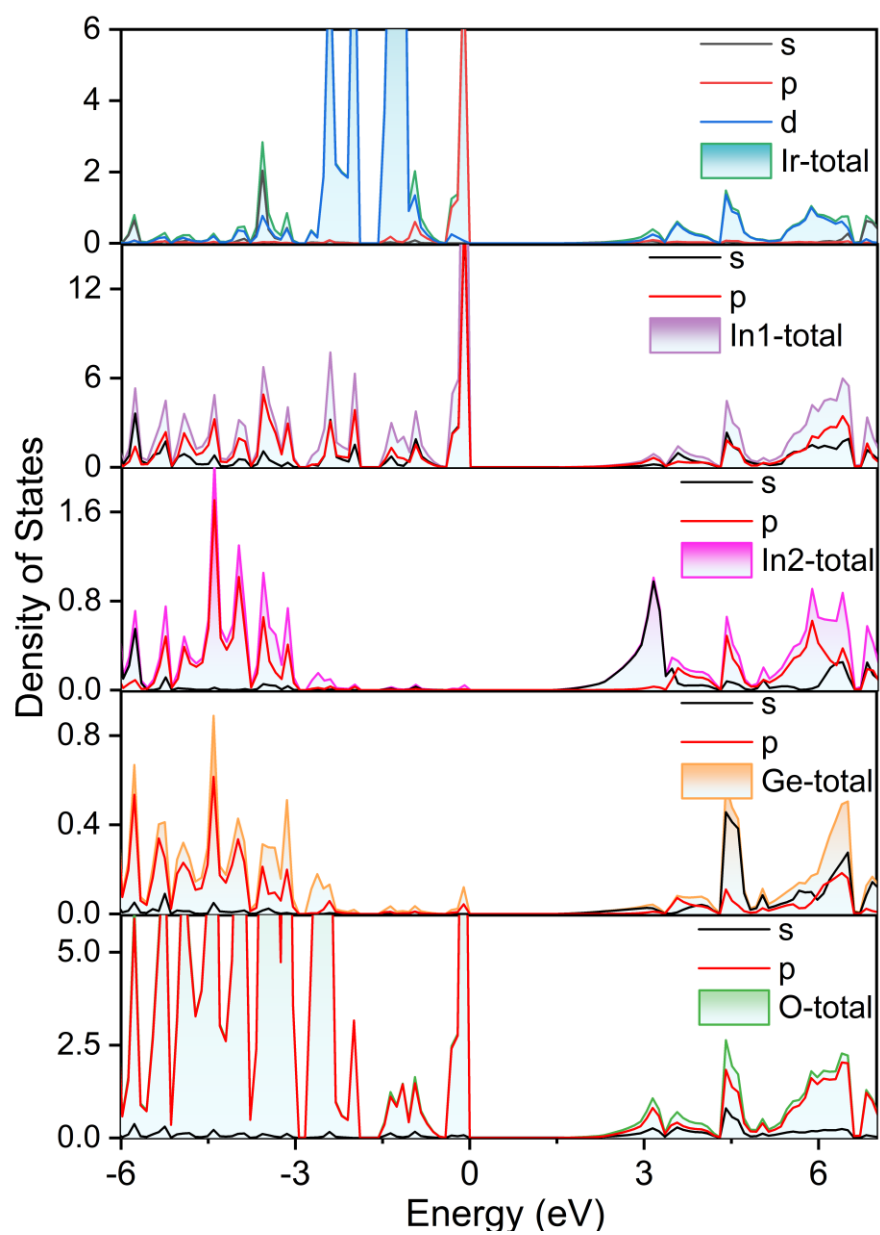 Density of States
6
4
2
0
s
p
d
Ir-total
12
6
0
s
p
In1-total
1.6
0.8
0.0
s
p
In2-total
0.8
0.4
0.0
s
p
Ge-total
5.0
2.5
0.0
s
p
O-total
-6
-3
0
3
6
Energy (eV)